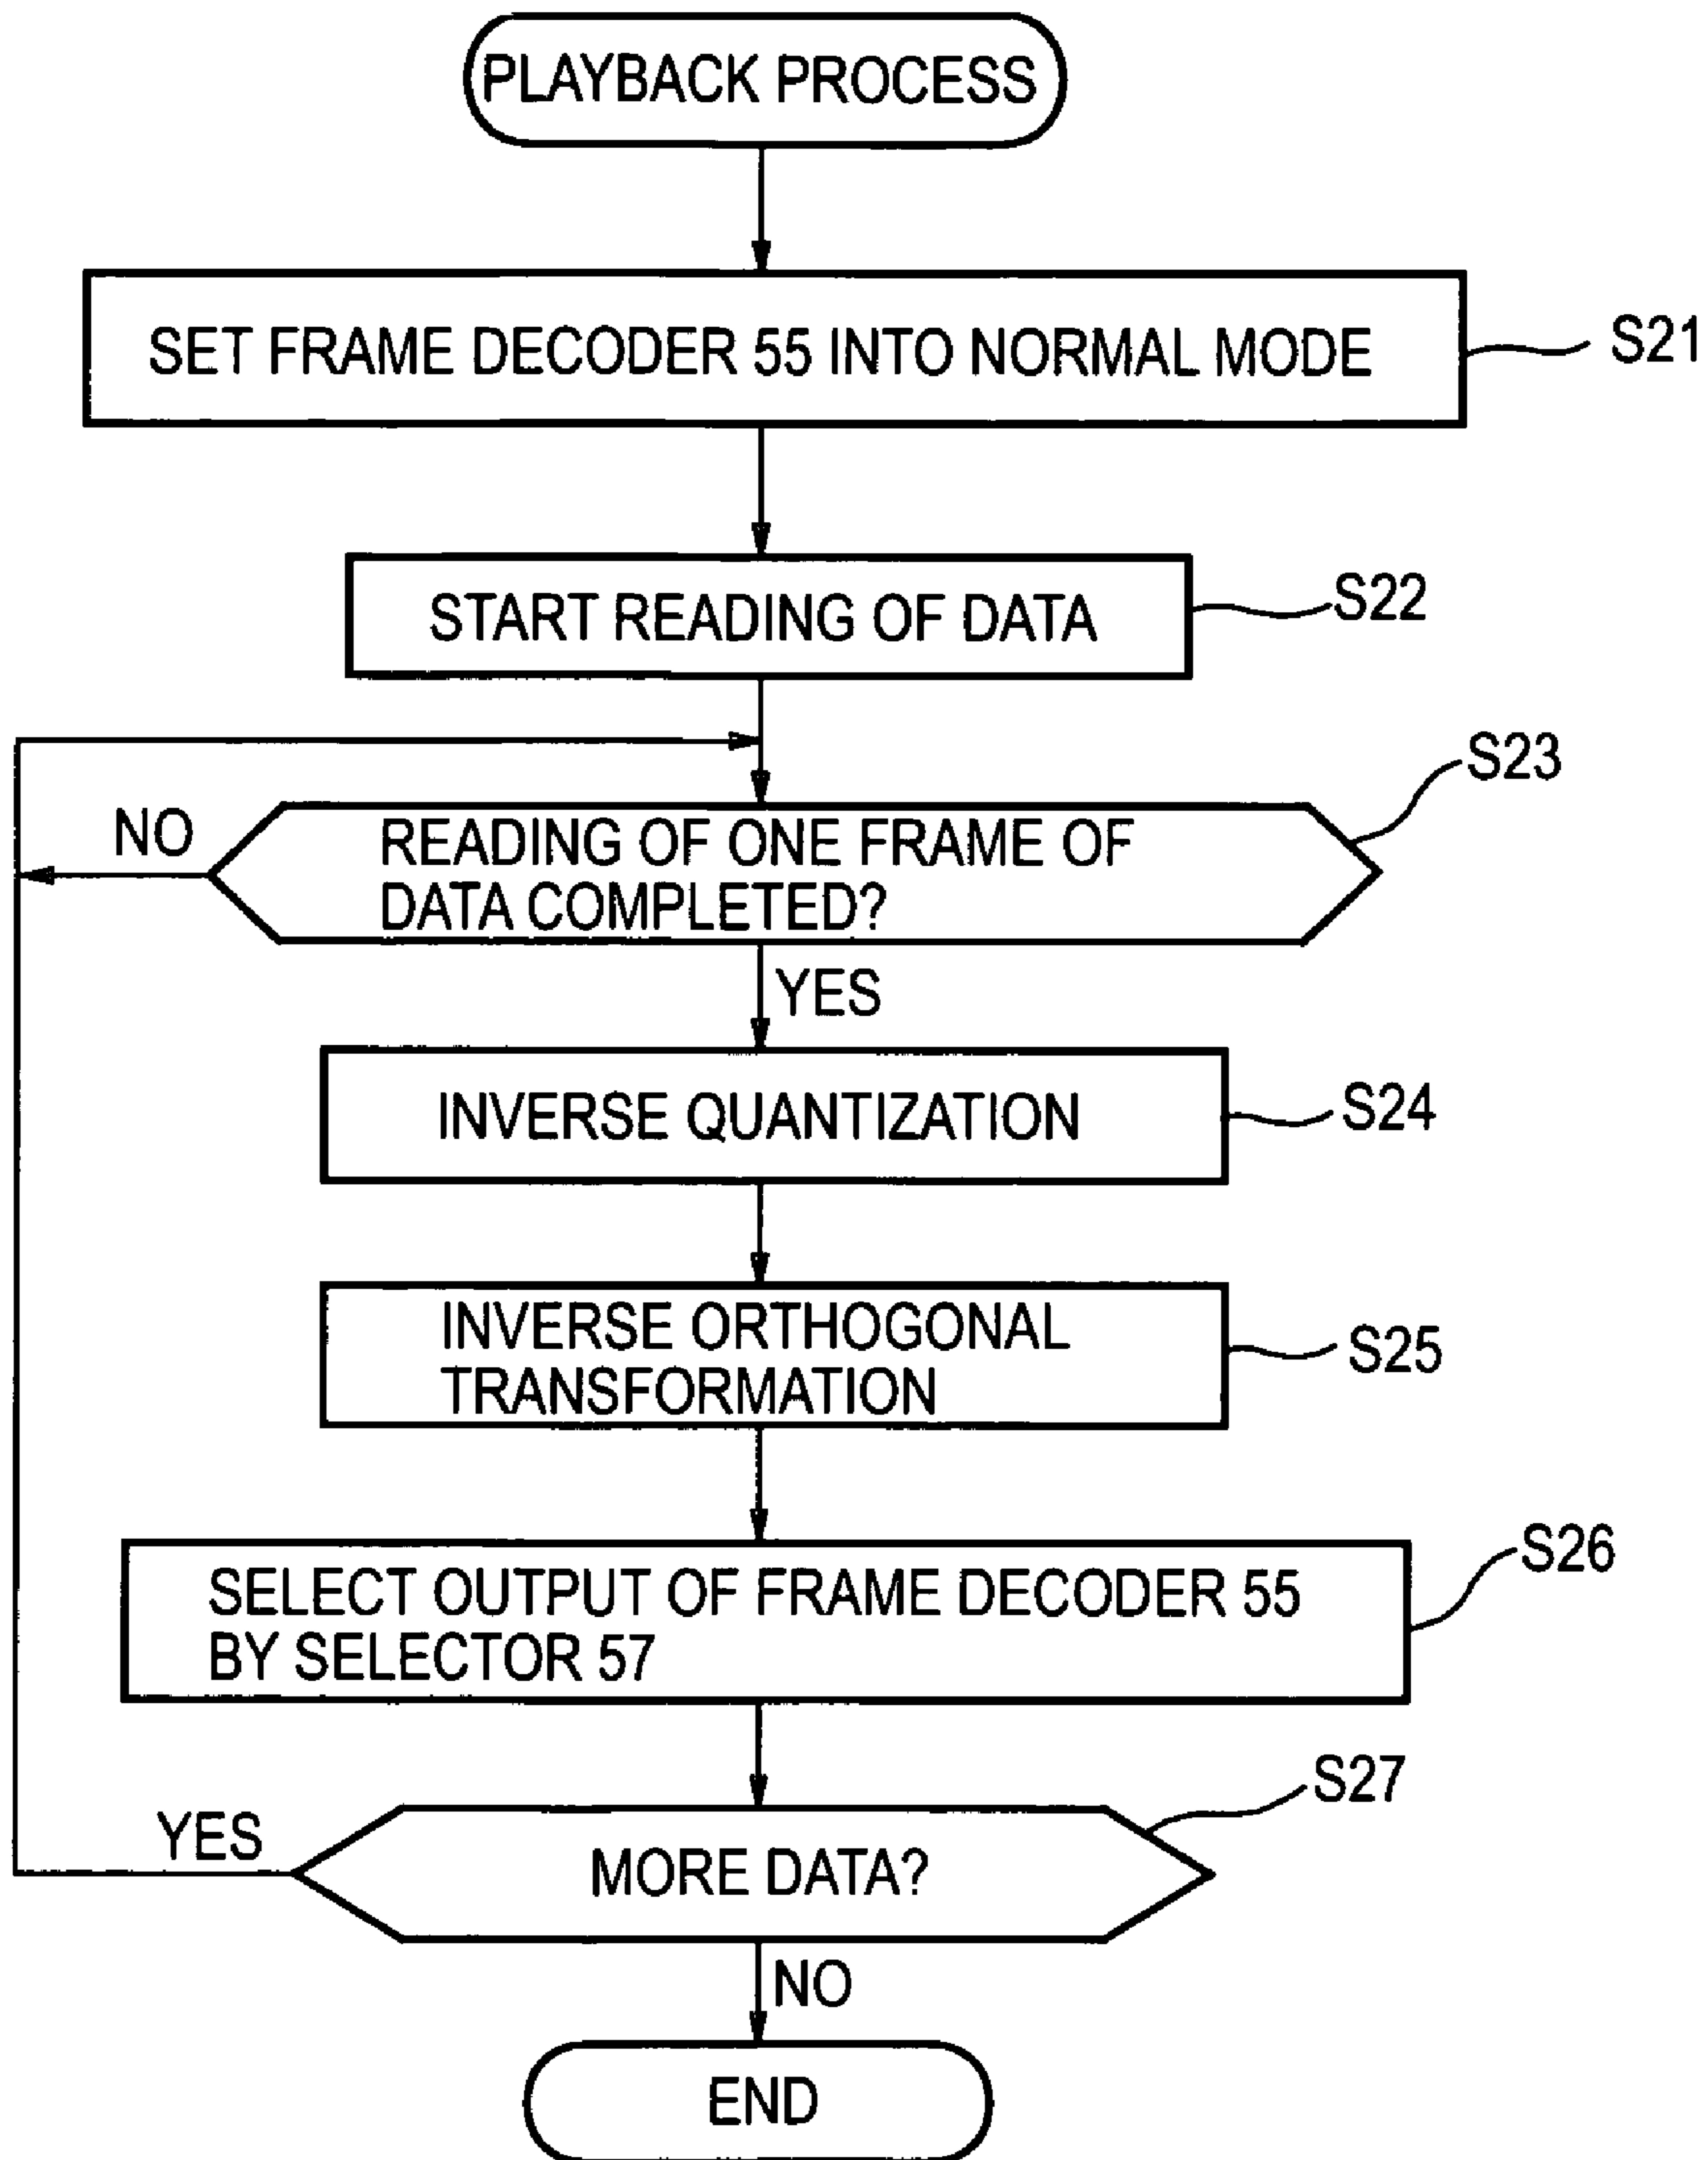 PLAYBACK PROCESS
SET FRAME DECODER 55 INTO NORMAL MODE
S21
START READING OF DATA
S22
S23
NO
READING OF ONE FRAME OF
DATA COMPLETED?
YES
INVERSE QUANTIZATION
S24
INVERSE ORTHOGONAL
TRANSFORMATION
S25
S26
SELECT OUTPUT OF FRAME DECODER 55
BY SELECTOR 57
S27
YES
MORE DATA?
NO
END